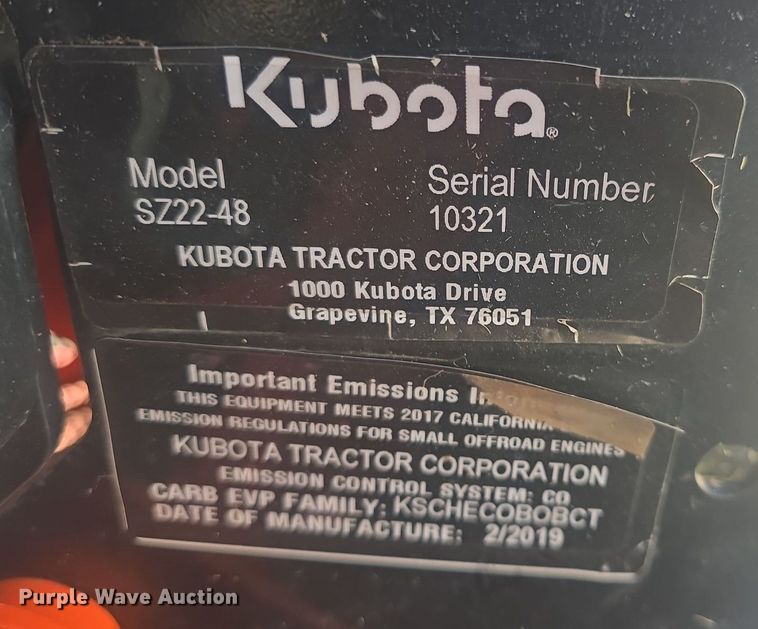 Kubota®
Model
SZ22-48
Serial Number
10321
KUBOTA TRACTOR CORPORATION
1000 Kubota Drive
Grapevine, TX 76051
Important Emissions
THIS EQUIPMENT MEETS 2017 CALIFORNIA
EMISSION REGULATIONS FOR SMALL OFFROAD ENGINES
KUBOTA TRACTOR CORPORATION
EMISSION CONTROL SYSTEM: CO
CARB EVP FAMILY: KSCHECOBOBCT
DATE OF MANUFACTURE: 2/2019
Purple Wave Auction